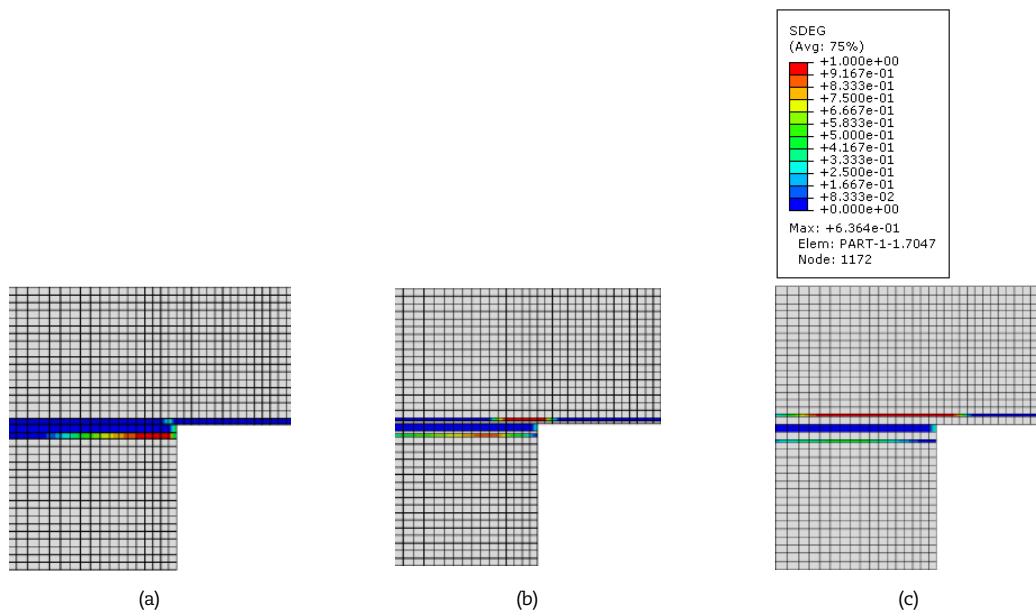 SDEG
(Avg: 75%)
+1.000e+00
+9.167e-01
+8.333e-01
+7.500e-01
+6.667e-01
+5.833e-01
+5.000e-01
+4.167e-01
+3.333e-01
+2.500e-01
+1.667e-01
+8.333e-02
+0.000e+00
Max: +6.364e-01
Elem: PART-1-1.7047
Node: 1172
(a)
(b)
(c)